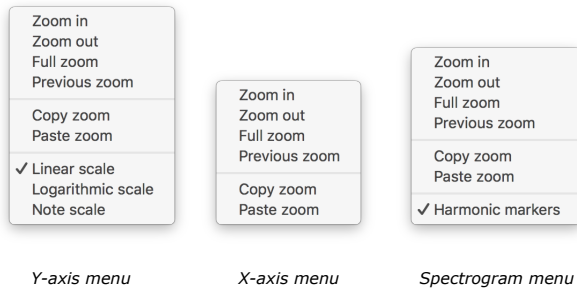 Zoom in
Zoom out
Full zoom
Previous zoom
Copy zoom
Paste zoom
✓ Linear scale
Logarithmic scale
Note scale
Y-axis menu
Zoom in
Zoom out
Full zoom
Previous zoom
Copy zoom
Paste zoom
X-axis menu
Zoom in
Zoom out
Full zoom
Previous zoom
Copy zoom
Paste zoom
✓ Harmonic markers
Spectrogram menu